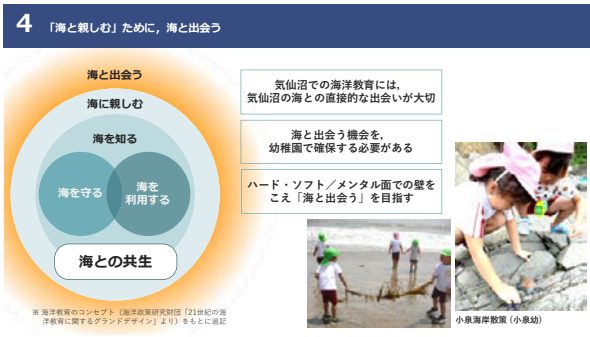 4 「海と親しむ」ために，海と出会う
海と出会う
海に親しむ
海を知る
海を守る
海を
利用する
海との共生
※ 海洋教育のコンセプト（海洋政策研究財団「21世紀の海
洋教育に関するグランドデザイン」より）をもとに追記
気仙沼での海洋教育には，
気仙沼の海との直接的な出会いが大切
海と出会う機会を，
幼稚園で確保する必要がある
ハード・ソフト／メンタル面での壁を
こえ「海と出会う」を目指す
小泉海岸散策（小泉幼）